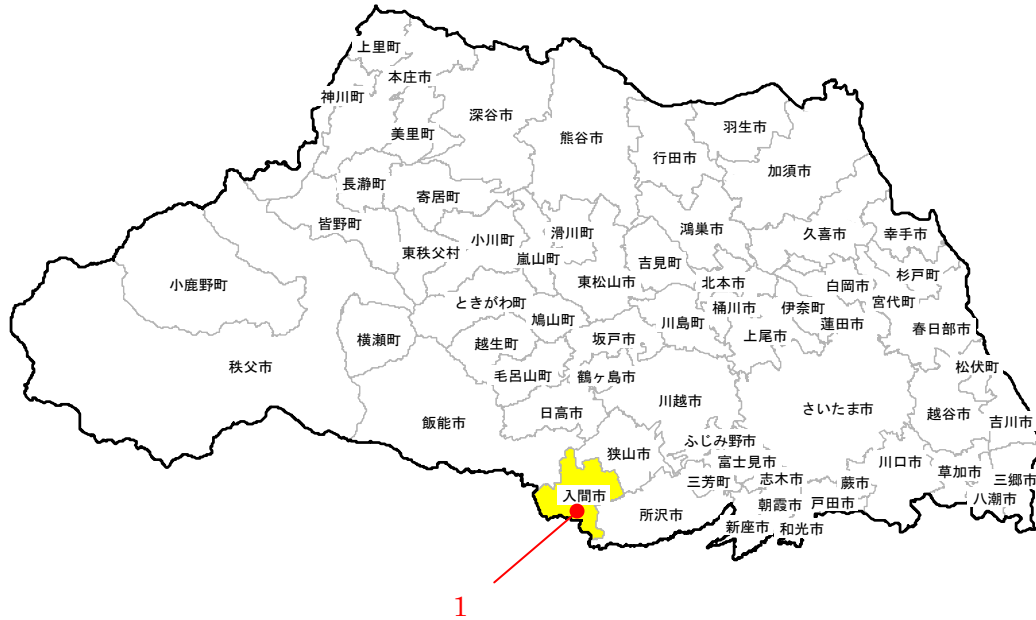 上里町
本庄市
神川町
深谷市
羽生市
美里町
熊谷市
行田市
加須市
長瀞町
寄居町
皆野町
小川町
滑川町
鴻巣市
久喜市
幸手市
東秩父村
嵐山町
吉見町
杉戸町
小鹿野町
東松山市
北本市
白岡市
ときがわ町
桶川市
伊奈町
宮代町
鳩山町
川島町
蓮田市
春日部市
横瀬町
越生町
坂戸市
上尾市
秩父市
毛呂山町
鶴ヶ島市
松伏町
川越市
さいたま市
日高市
越谷市
飯能市
吉川市
ふじみ野市
狭山市
富士見市
川口市
草加市
三芳町
志木市
蕨市
三郷市
入間市
朝霞市
戸田市
八潮市
所沢市
新座市
和光市
1